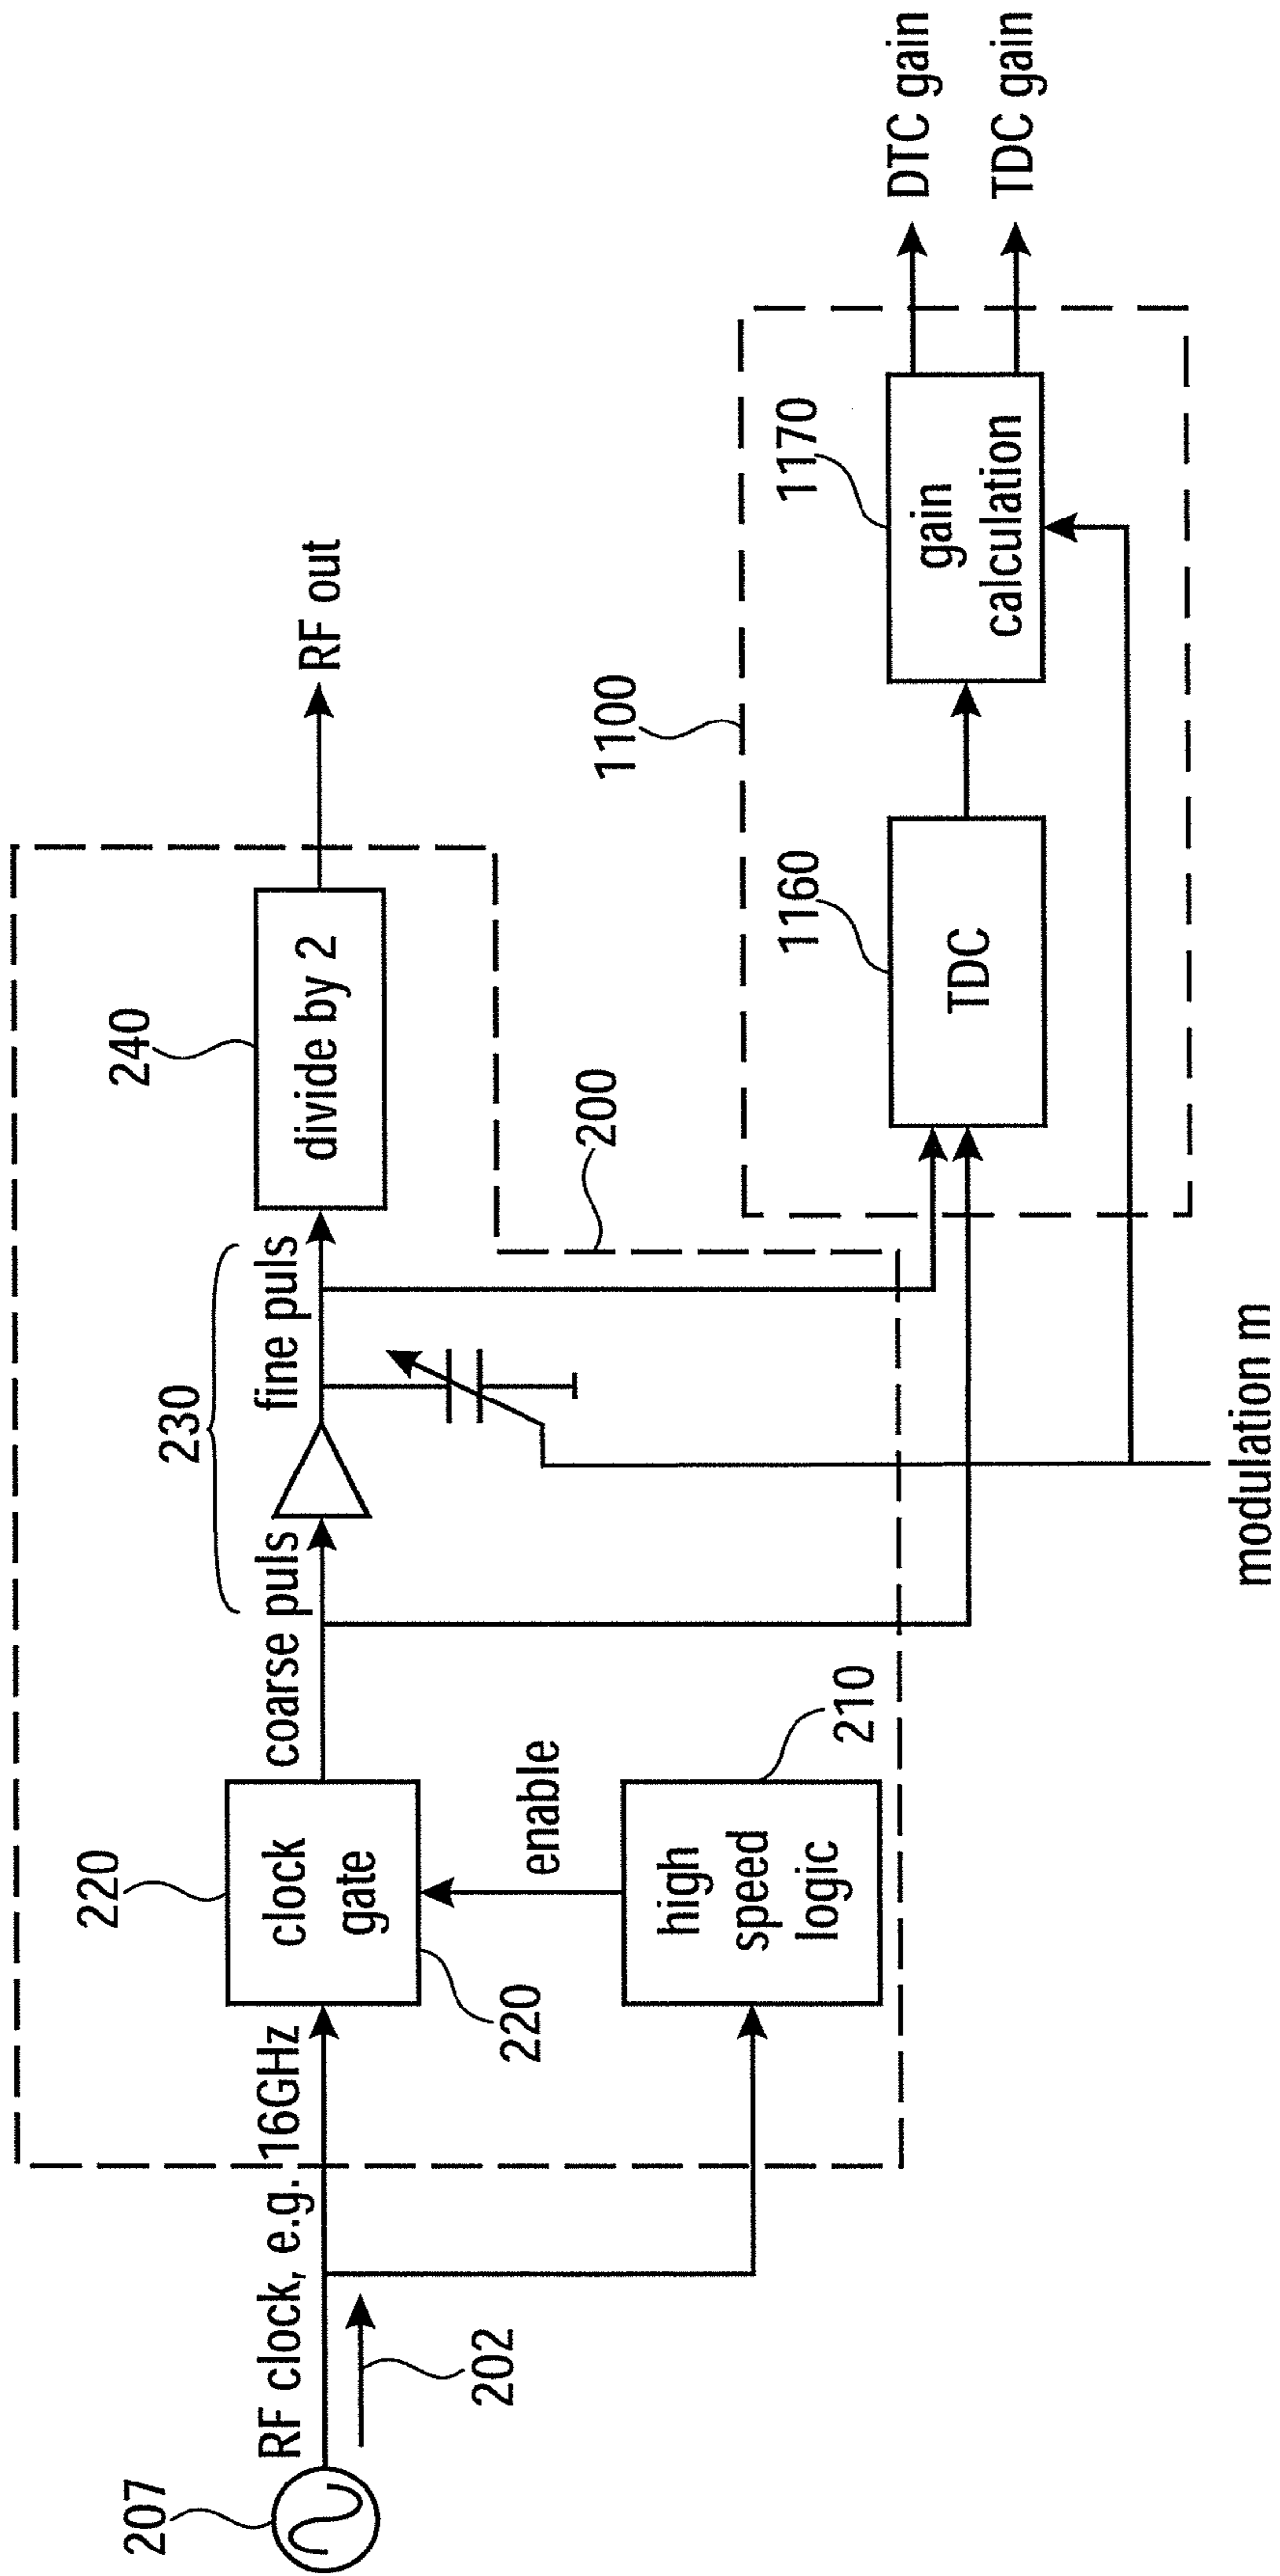 207
RF clock, e.g. 16GHz
202
220
clock
gate
220
enable
high
speed
logic
210
coarse puls
230
fine puls
240
divide by 2
RF out
200
1100
1160
TDC
1170
gain
calculation
DTC gain
TDC gain
modulation m